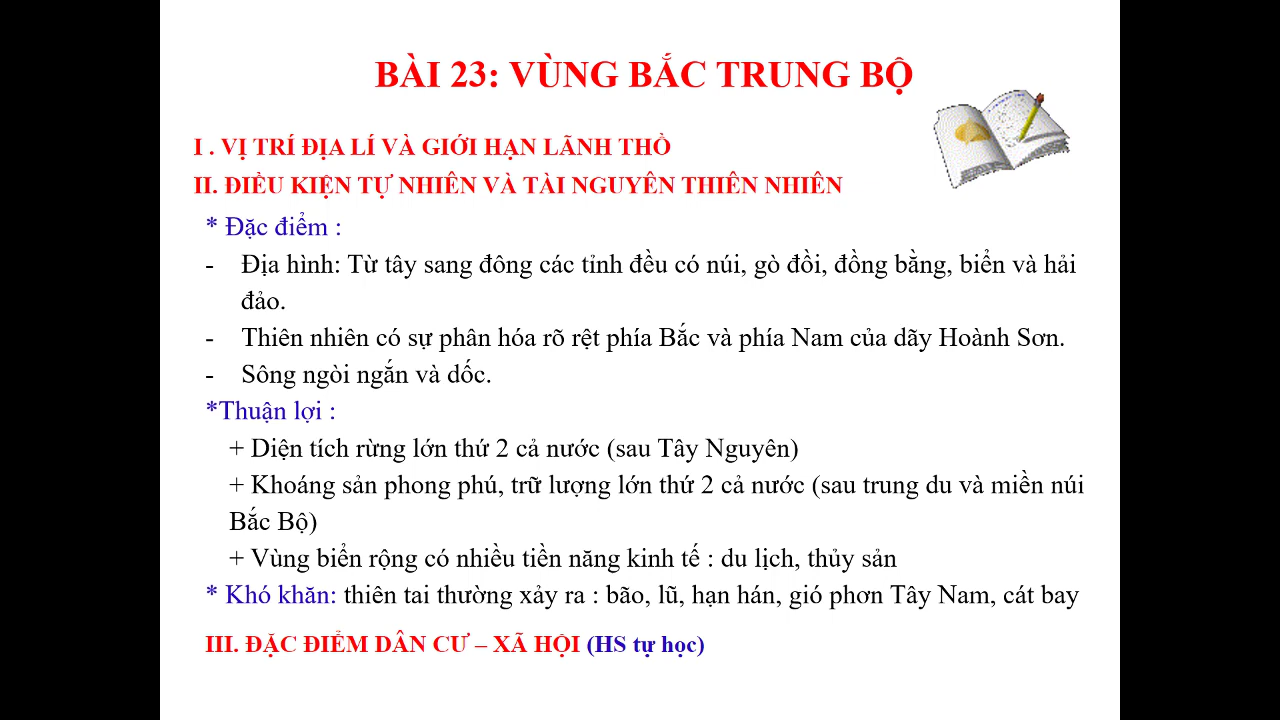 BÀI 23: VÙNG BẮC TRUNG BỘ
I . VỊ TRÍ ĐỊA LÍ VÀ GIỚI HẠN LÃNH THỔ
II. ĐIỀU KIỆN TỰ NHIÊN VÀ TÀI NGUYÊN THIÊN NHIÊN
* Đặc điểm :
- Địa hình: Từ tây sang đông các tỉnh đều có núi, gò đồi, đồng bằng, biển và hải
đảo.
- Thiên nhiên có sự phân hóa rõ rệt phía Bắc và phía Nam của dãy Hoành Sơn.
- Sông ngòi ngắn và dốc.
*Thuận lợi :
+ Diện tích rừng lớn thứ 2 cả nước (sau Tây Nguyên)
+ Khoáng sản phong phú, trữ lượng lớn thứ 2 cả nước (sau trung du và miền núi
Bắc Bộ)
+ Vùng biển rộng có nhiều tiền năng kinh tế : du lịch, thủy sản
* Khó khăn: thiên tai thường xảy ra : bão, lũ, hạn hán, gió phơn Tây Nam, cát bay
III. ĐẶC ĐIỂM DÂN CƯ – XÃ HỘI (HS tự học)